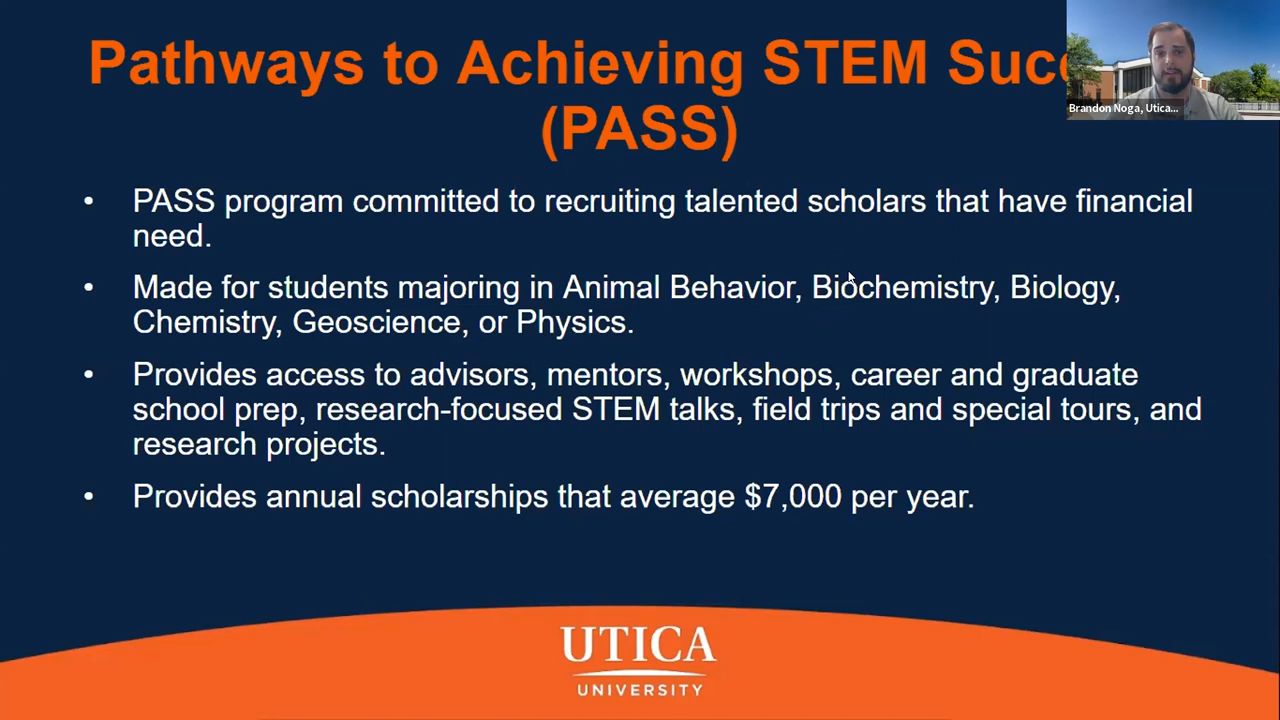 Pathways to Achieving STEM Suc
(PASS)
Brandon Noga, Utica...
• PASS program committed to recruiting talented scholars that have financial
need.
• Made for students majoring in Animal Behavior, Biochemistry, Biology,
Chemistry, Geoscience, or Physics.
• Provides access to advisors, mentors, workshops, career and graduate
school prep, research-focused STEM talks, field trips and special tours, and
research projects.
• Provides annual scholarships that average $7,000 per year.
UTICA
UNIVERSITY